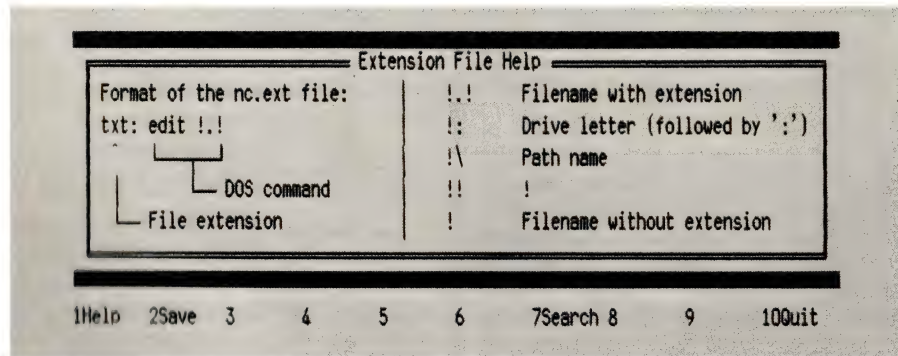 Extension File Help
Format of the nc.ext file:
txt: edit !.!
DOS command
File extension
!.! Filename with extension
!: Drive letter (followed by ':')
!\ Path name
!! !
! Filename without extension
1Help 2Save 3 4 5 6 7Search 8 9 10Quit